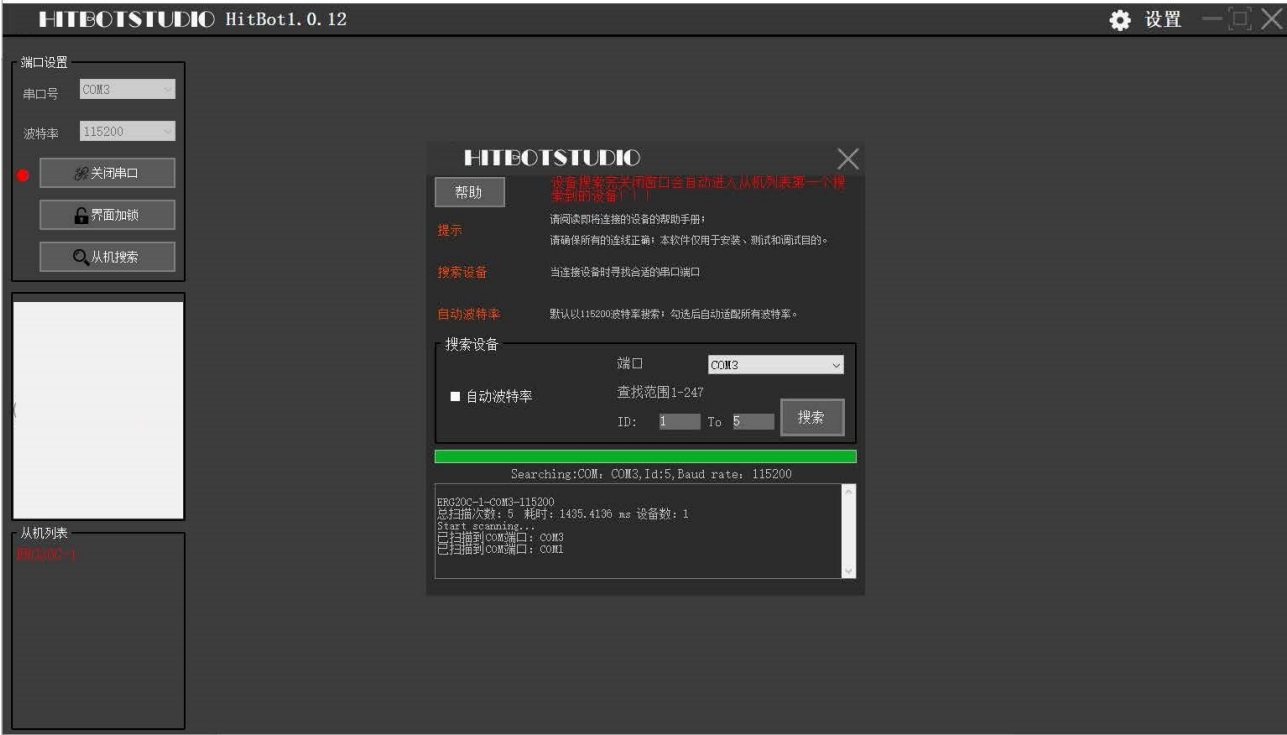 HITBOTSTUDIO HitBot1.0.12
设置
端口设置
串口号 COM3
波特率 115200
关闭串口
界面加锁
从机搜索
从机列表
ERG20C-1
HITBOTSTUDIO
帮助
设备搜索完关闭窗口会自动进入从机列表第一个搜
索到的设备!!!
提示
请阅读即将连接的设备的帮助手册;
请确保所有的连线正确; 本软件仅用于安装、测试和调试目的。
搜索设备
当连接设备时寻找合适的串口端口
自动波特率
默认以115200波特率搜索; 勾选后自动适配所有波特率。
搜索设备
端口 COM3
自动波特率
查找范围1-247
ID: 1 To 5
搜索
Searching:COM: COM3,Id:5,Baud rate: 115200
ERG20C-1-COM3-115200
总扫描次数: 5 耗时: 1435.4136 ms 设备数: 1
Start scanning...
已扫描到COM端口: COM3
已扫描到COM端口: COM1